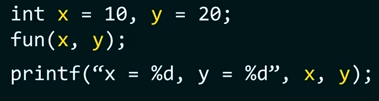 int x = 10, y = 20;
fun(x, y);
printf(“x = %d, y = %d”, x, y);